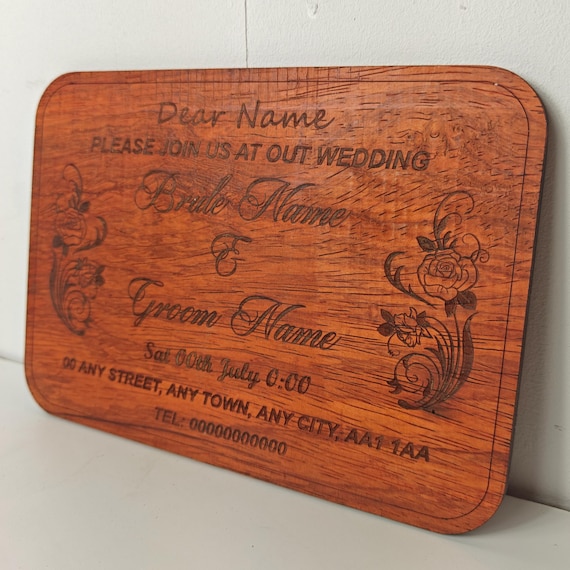 Dear Name
PLEASE JOIN US AT OUT WEDDING
Bride Name
&
Groom Name
Sat 00th July 0:00
00 ANY STREET, ANY TOWN, ANY CITY, AA1 1AA
TEL: 00000000000